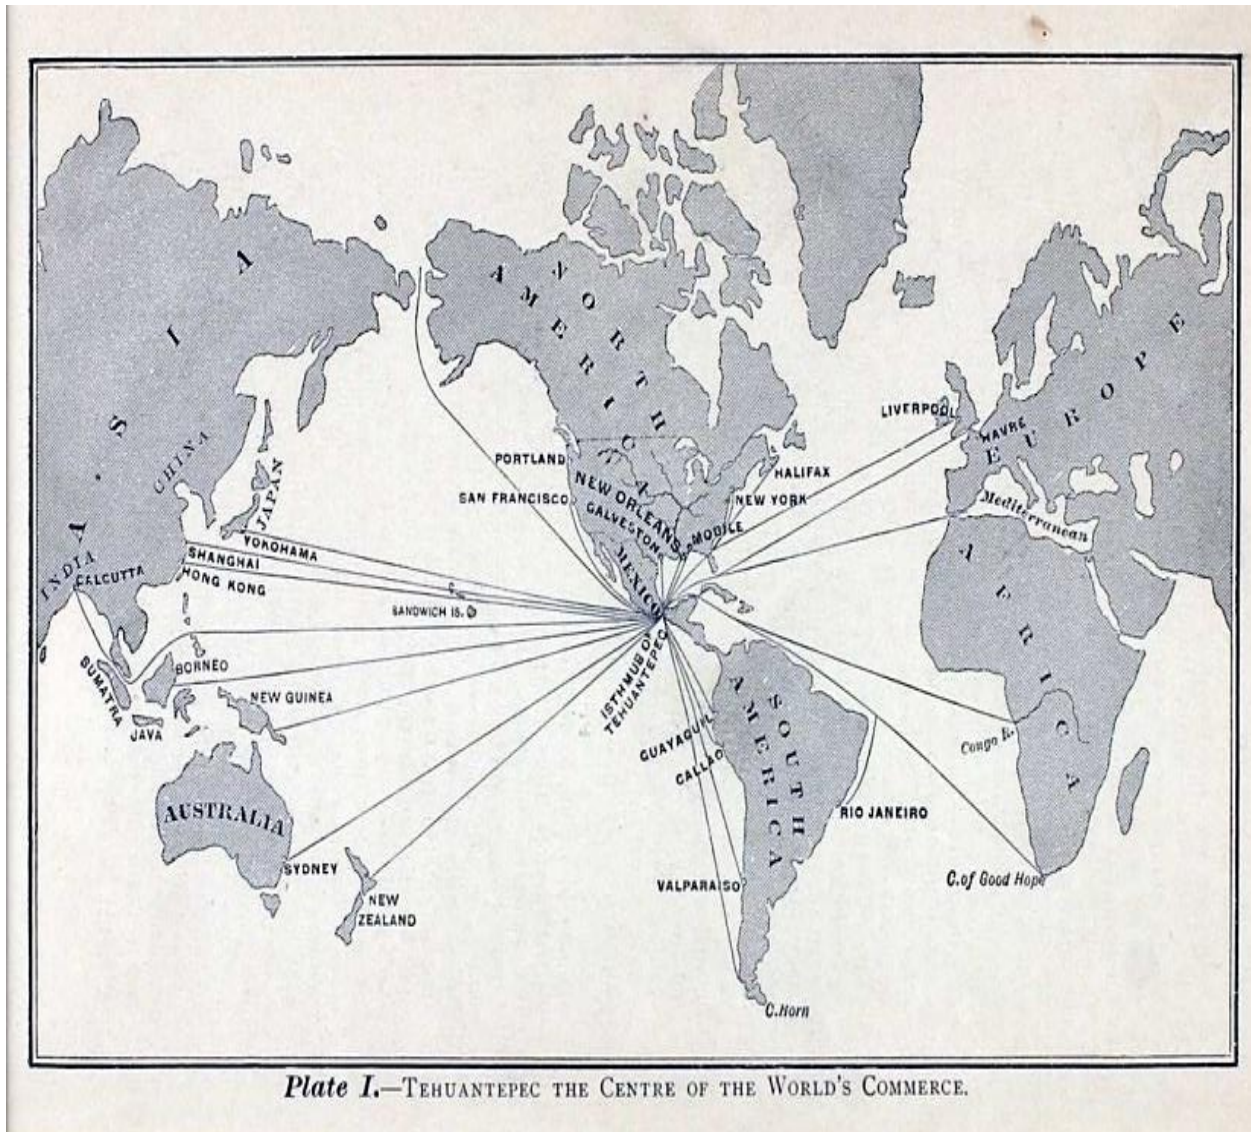 ASIA
NORTH
AMERICA
EUROPE
LIVERPOOL
HAVRE
PORTLAND
HALIFAX
SAN FRANCISCO
NEW ORLEANS
NEW YORK
GALVESTON
MOBILE
CHINA
JAPAN
Mediterranean
YOKOHAMA
SHANGHAI
INDIA
CALCUTTA
HONG KONG
MEXICO
SANDWICH IS.
AFRICA
ISTHMUS OF
TEHUANTEPEC
BORNEO
SUMATRA
NEW GUINEA
JAVA
SOUTH
AMERICA
GUAYAQUIL
CALLAO
Congo R.
AUSTRALIA
RIO JANEIRO
SYDNEY
C. of Good Hope
VALPARAISO
NEW
ZEALAND
C. Horn
Plate I.—TEHUANTEPEC THE CENTRE OF THE WORLD'S COMMERCE.